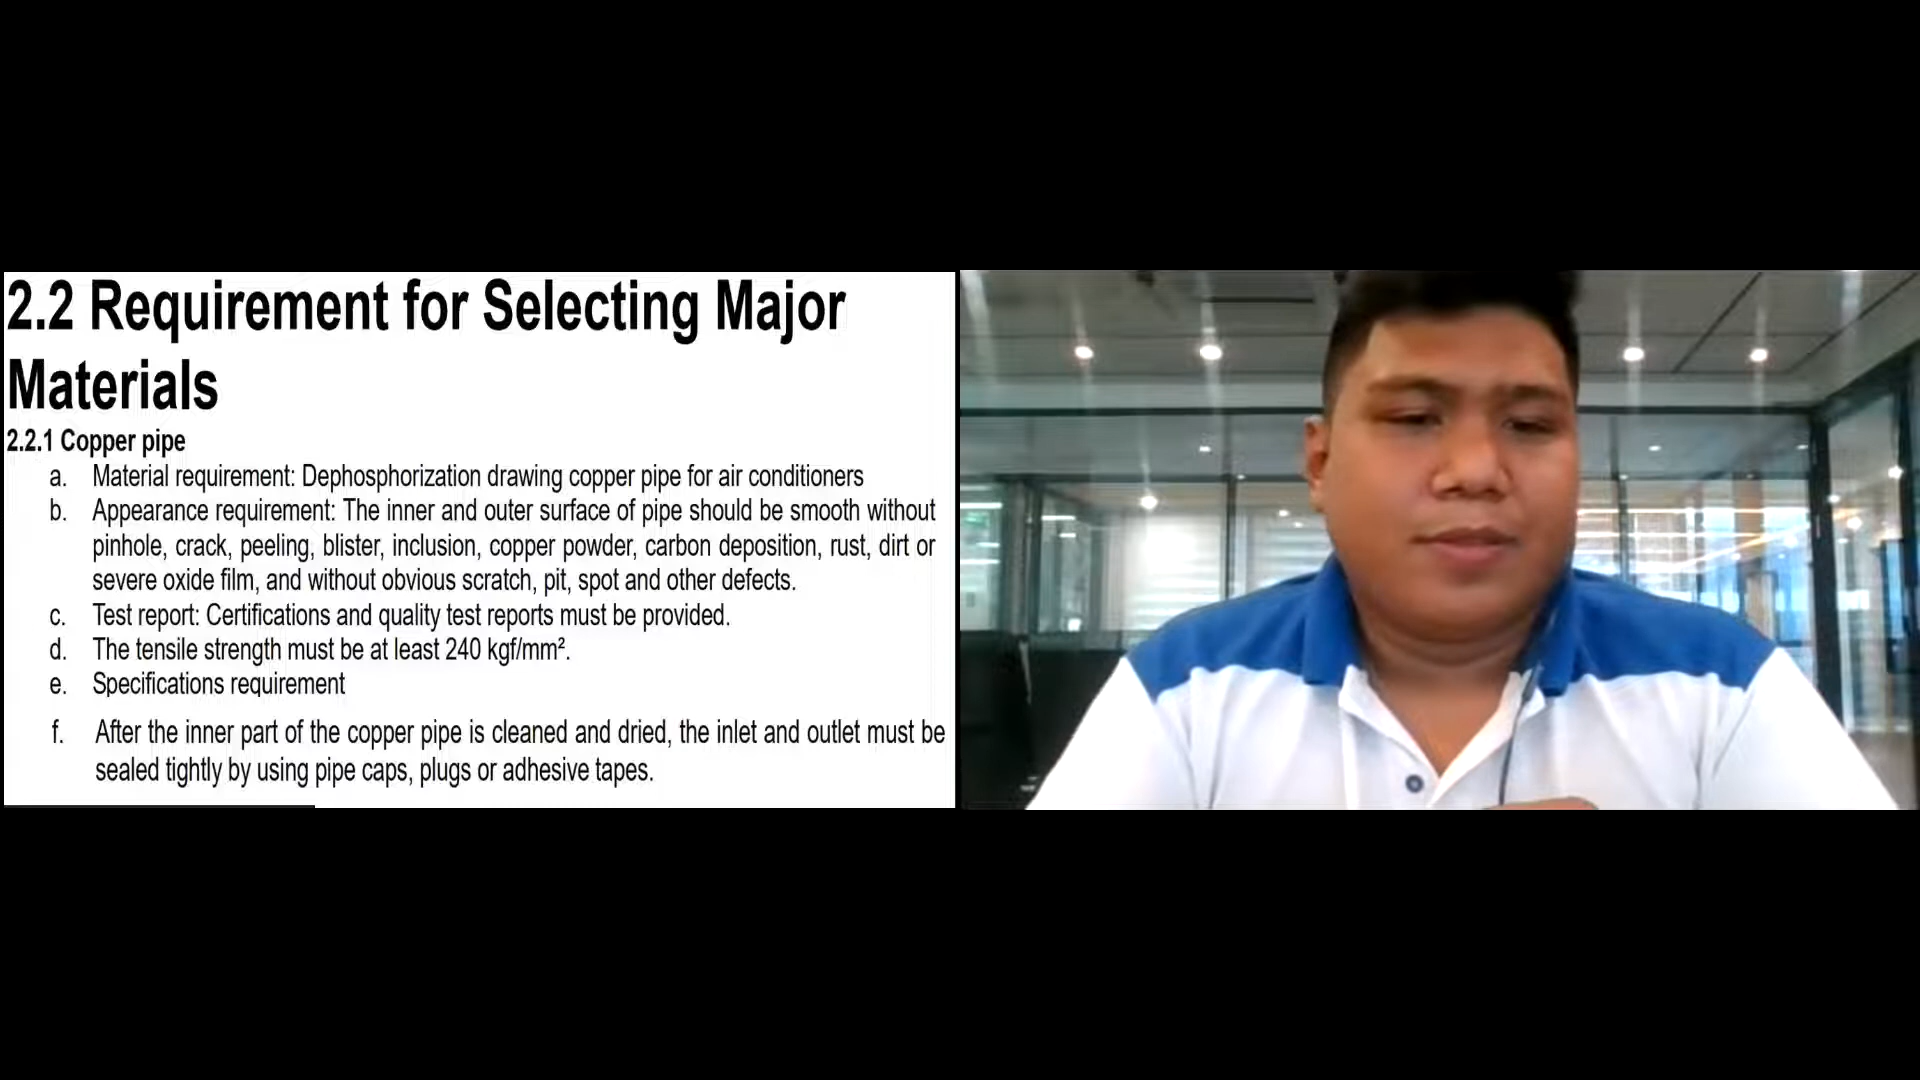 2.2 Requirement for Selecting Major
Materials
2.2.1 Copper pipe
a. Material requirement: Dephosphorization drawing copper pipe for air conditioners
b. Appearance requirement: The inner and outer surface of pipe should be smooth without
pinhole, crack, peeling, blister, inclusion, copper powder, carbon deposition, rust, dirt or
severe oxide film, and without obvious scratch, pit, spot and other defects.
c. Test report: Certifications and quality test reports must be provided.
d. The tensile strength must be at least 240 kgf/mm².
e. Specifications requirement
f. After the inner part of the copper pipe is cleaned and dried, the inlet and outlet must be
sealed tightly by using pipe caps, plugs or adhesive tapes.